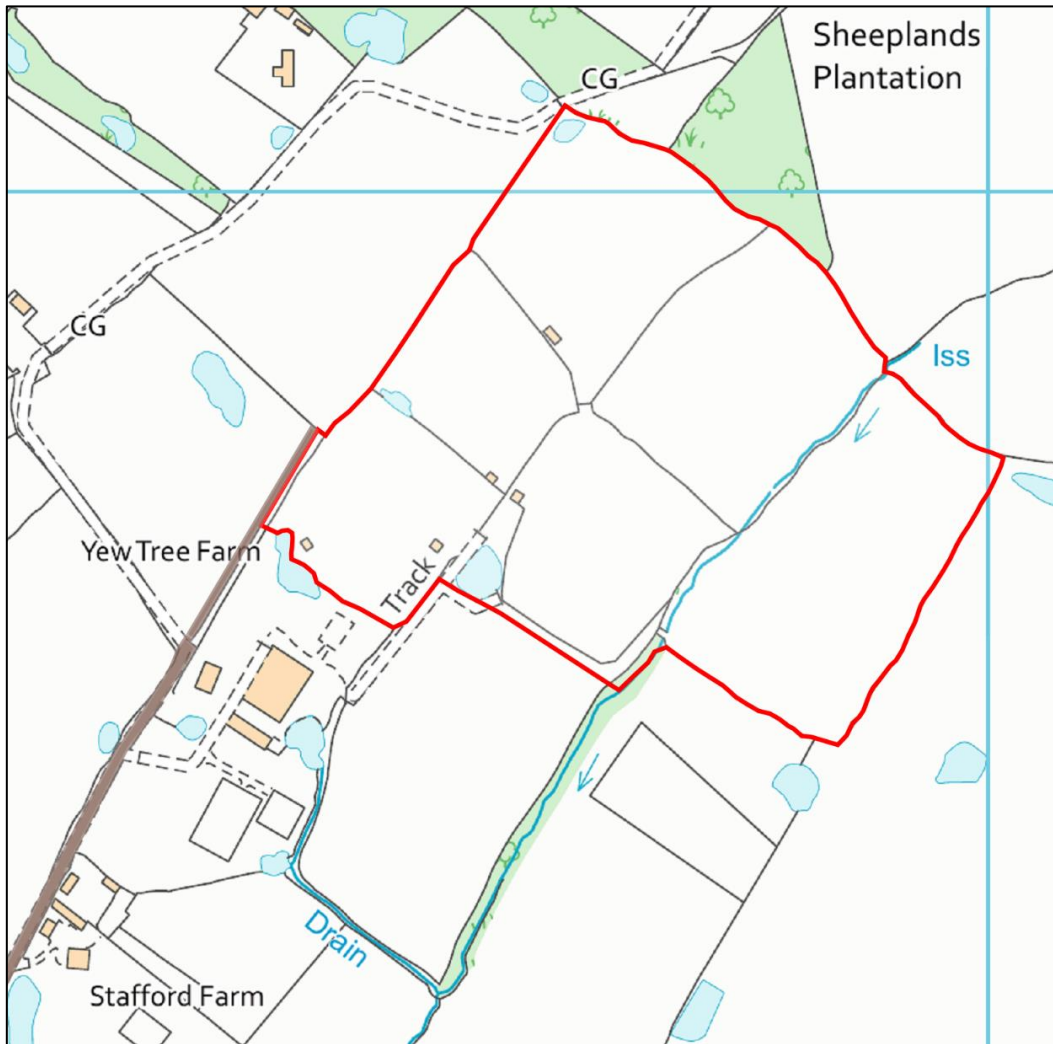 Sheeplands
Plantation
CG
CG
Iss
Yew Tree Farm
Track
Drain
Stafford Farm